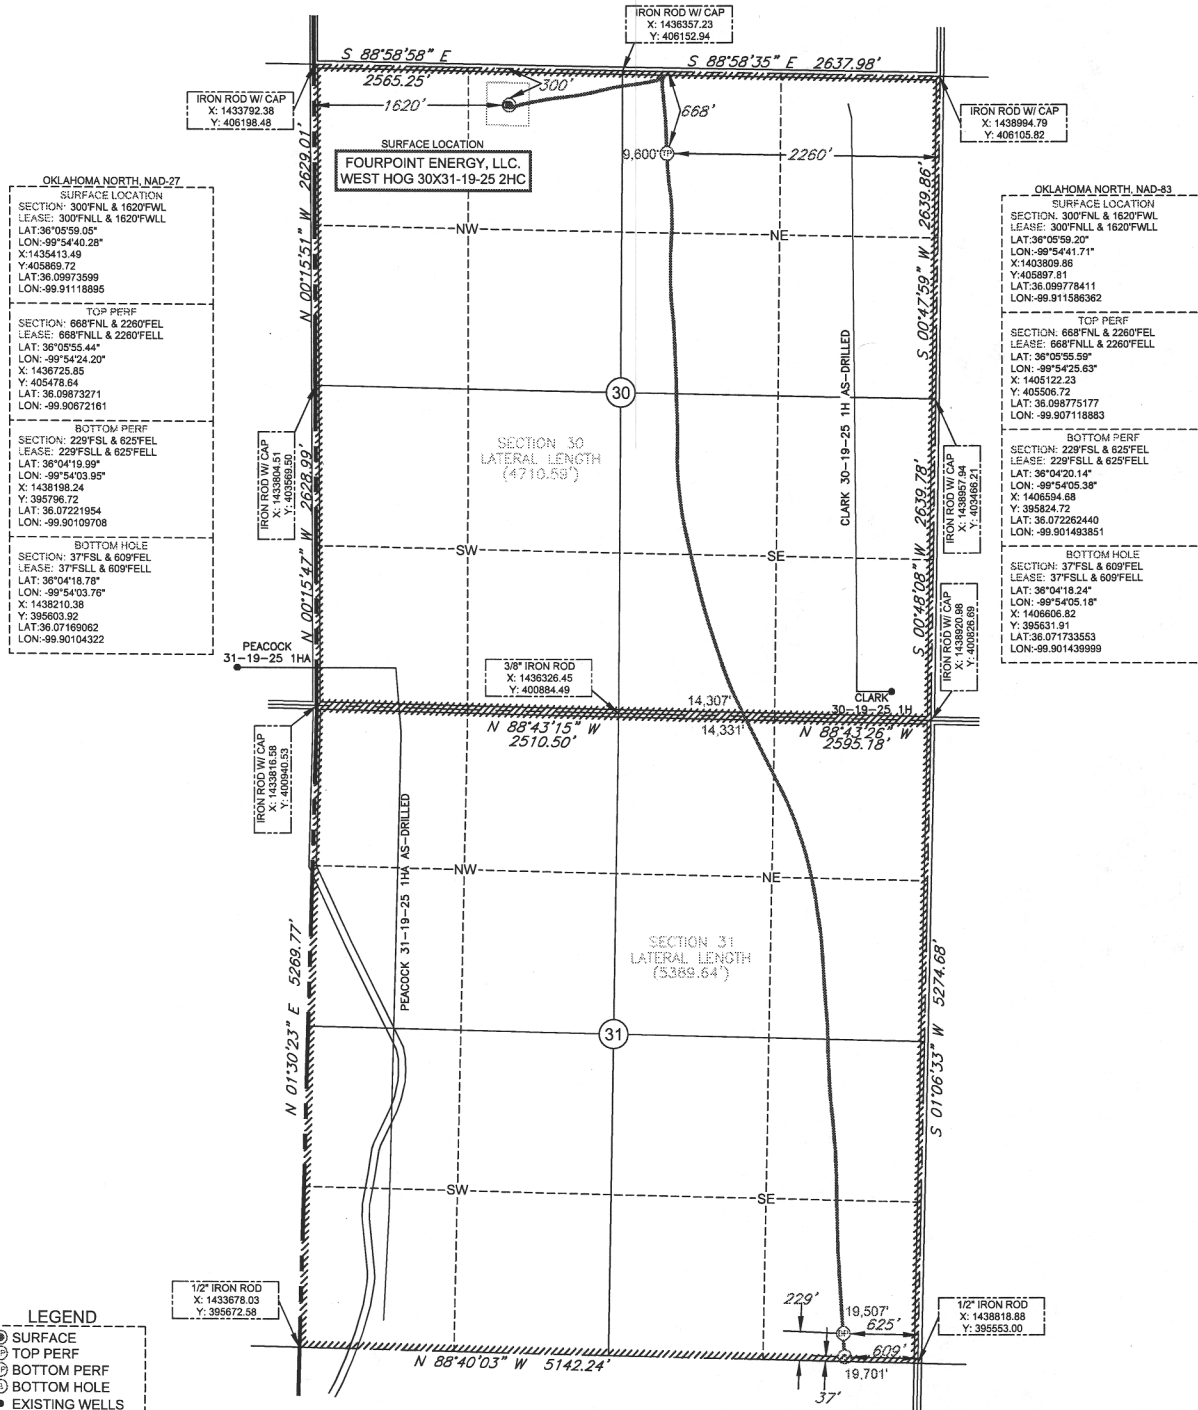 IRON ROD W/ CAP
X: 1436357.23
Y: 406152.94
S 88°58'58" E
2565.25'
S 88°58'35" E 2637.98'
IRON ROD W/ CAP
X: 1433792.38
Y: 406198.48
1620'
300'
668'
IRON ROD W/ CAP
X: 1438994.79
Y: 406105.82
SURFACE LOCATION
FOURPOINT ENERGY, LLC.
WEST HOG 30X31-19-25 2HC
9,600'
TP
2260'
N 00°15'51" W 2629.01'
S 00°47'59" W 2639.86'
OKLAHOMA NORTH, NAD-27
SURFACE LOCATION
SECTION: 300'FNL & 1620'FWL
LEASE: 300'FNLL & 1620'FWLL
LAT:36°05'59.05"
LON:-99°54'40.28"
X:1435413.49
Y:405869.72
LAT:36.09973599
LON:-99.91118895
TOP PERF
SECTION: 668'FNL & 2260'FEL
LEASE: 668'FNLL & 2260'FELL
LAT: 36°05'55.44"
LON: -99°54'24.20"
X: 1436725.85
Y: 405478.64
LAT: 36.09873271
LON: -99.90672161
BOTTOM PERF
SECTION: 229'FSL & 625'FEL
LEASE: 229'FSLL & 625'FELL
LAT: 36°04'19.99"
LON: -99°54'03.95"
X: 1438198.24
Y: 395796.72
LAT: 36.07221954
LON: -99.90109708
BOTTOM HOLE
SECTION: 37'FSL & 609'FEL
LEASE: 37'FSLL & 609'FELL
LAT: 36°04'18.78"
LON: -99°54'03.76"
X: 1438210.38
Y: 395603.92
LAT:36.07169062
LON:-99.90104322
OKLAHOMA NORTH, NAD-83
SURFACE LOCATION
SECTION: 300'FNL & 1620'FWL
LEASE: 300'FNLL & 1620'FWLL
LAT:36°05'59.20"
LON:-99°54'41.71"
X:1403809.86
Y:405897.81
LAT:36.099778411
LON:-99.911586362
TOP PERF
SECTION: 668'FNL & 2260'FEL
LEASE: 668'FNLL & 2260'FELL
LAT: 36°05'55.59"
LON: -99°54'25.63"
X: 1405122.23
Y: 405506.72
LAT: 36.098775177
LON: -99.907118883
BOTTOM PERF
SECTION: 229'FSL & 625'FEL
LEASE: 229'FSLL & 625'FELL
LAT: 36°04'20.14"
LON: -99°54'05.38"
X: 1406594.68
Y: 395824.72
LAT: 36.072262440
LON: -99.901493851
BOTTOM HOLE
SECTION: 37'FSL & 609'FEL
LEASE: 37'FSLL & 609'FELL
LAT: 36°04'18.24"
LON: -99°54'05.18"
X: 1406606.82
Y: 395631.91
LAT:36.071733553
LON:-99.901439999
NW
NE
CLARK 30-19-25 1H AS-DRILLED
30
SECTION 30
LATERAL LENGTH
(4710.59')
IRON ROD W/ CAP
X: 1433804.51
Y: 403569.50
IRON ROD W/ CAP
X: 1438957.94
Y: 403466.21
N 00°15'47" W 2628.99'
S 00°48'08" W 2639.78'
SW
SE
PEACOCK
31-19-25 1HA
3/8" IRON ROD
X: 1436326.45
Y: 400884.49
IRON ROD W/ CAP
X: 1438920.98
Y: 400826.69
CLARK
30-19-25 1H
14,307'
14,331'
N 88°43'15" W
2510.50'
N 88°43'26" W
2595.18'
IRON ROD W/ CAP
X: 1433816.58
Y: 400940.53
PEACOCK 31-19-25 1HA AS-DRILLED
NW
NE
SECTION 31
LATERAL LENGTH
(5389.64')
N 01°30'23" E 5269.77'
S 01°06'33" W 5274.68'
31
SW
SE
1/2" IRON ROD
X: 1433678.03
Y: 395672.58
229'
19,507'
625'
BP
609'
19,701'
37'
1/2" IRON ROD
X: 1438818.88
Y: 395553.00
N 88°40'03" W 5142.24'
LEGEND
SURFACE
TOP PERF
BOTTOM PERF
BOTTOM HOLE
EXISTING WELLS